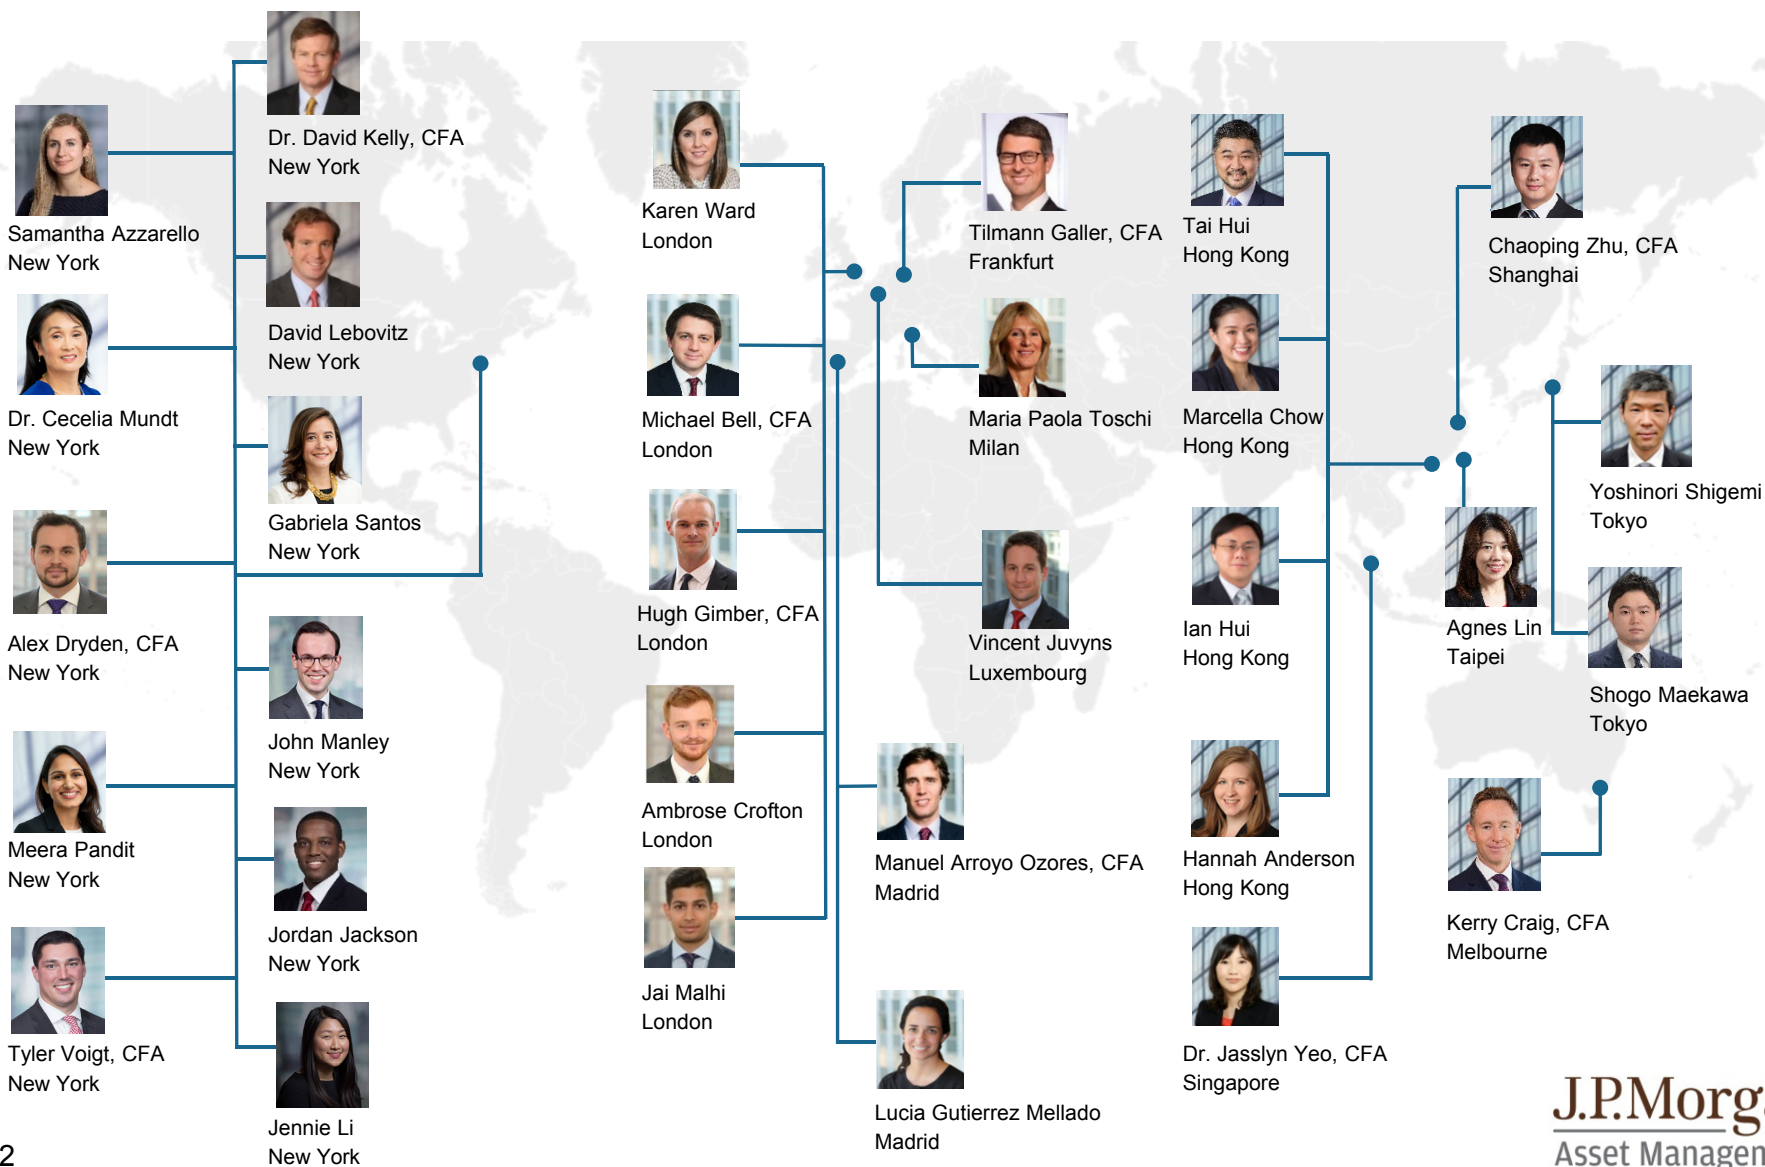 Samantha Azzarello
New York
Dr. Cecelia Mundt
New York
Alex Dryden, CFA
New York
Meera Pandit
New York
Tyler Voigt, CFA
New York
Dr. David Kelly, CFA
New York
David Lebovitz
New York
Gabriela Santos
New York
John Manley
New York
Jordan Jackson
New York
Jennie Li
New York
Karen Ward
London
Michael Bell, CFA
London
Hugh Gimber, CFA
London
Ambrose Crofton
London
Jai Malhi
London
Tilmann Galler, CFA
Frankfurt
Maria Paola Toschi
Milan
Vincent Juvyns
Luxembourg
Manuel Arroyo Ozores, CFA
Madrid
Lucia Gutierrez Mellado
Madrid
Tai Hui
Hong Kong
Marcella Chow
Hong Kong
Ian Hui
Hong Kong
Hannah Anderson
Hong Kong
Dr. Jasslyn Yeo, CFA
Singapore
Chaoping Zhu, CFA
Shanghai
Yoshinori Shigemi
Tokyo
Agnes Lin
Taipei
Shogo Maekawa
Tokyo
Kerry Craig, CFA
Melbourne
2
J.P.Morg
Asset Managem